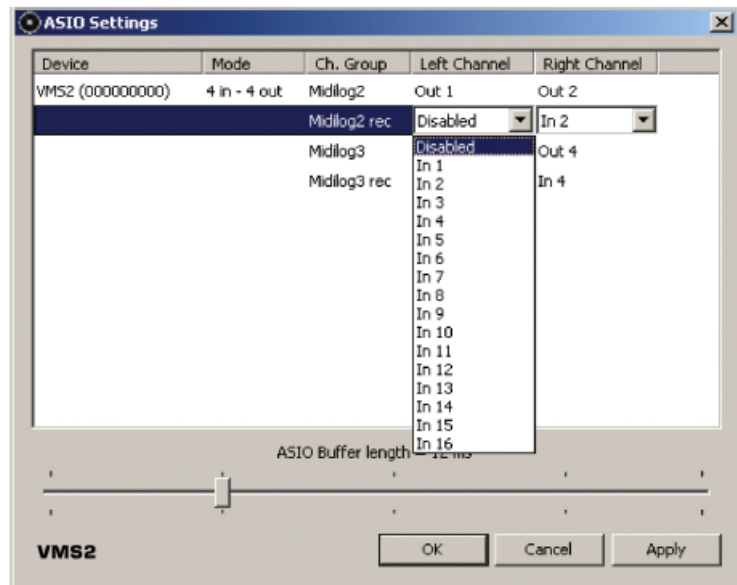 ASIO Settings
Device Mode Ch. Group Left Channel Right Channel
VMS2 (000000000) 4 in - 4 out Midilog2 Out 1 Out 2
Midilog2 rec Disabled In 2
Midilog3 Out 4
Midilog3 rec In 4
Disabled
In 1
In 2
In 3
In 4
In 5
In 6
In 7
In 8
In 9
In 10
In 11
In 12
In 13
In 14
In 15
In 16
ASIO Buffer length = 12 ms
VMS2 OK Cancel Apply